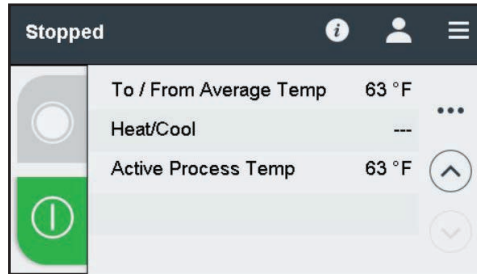 Stopped
To / From Average Temp 63 °F
Heat/Cool ---
Active Process Temp 63 °F